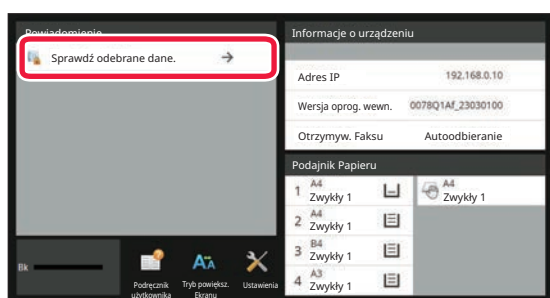 Powiadomienie
Sprawdź odebrane dane.
Informacje o urządzeniu
Adres IP 192.168.0.10
Wersja oprog. wewn. 0078Q1Af_23030100
Otrzymyw. Faksu Autoodbieranie
Podajnik Papieru
1 A4
Zwykły 1
A4
Zwykły 1
2 A4
Zwykły 1
3 B4
Zwykły 1
4 A3
Zwykły 1
Bk
Podręcznik
użytkownika
Tryb powiększ.
Ekranu
Ustawienia